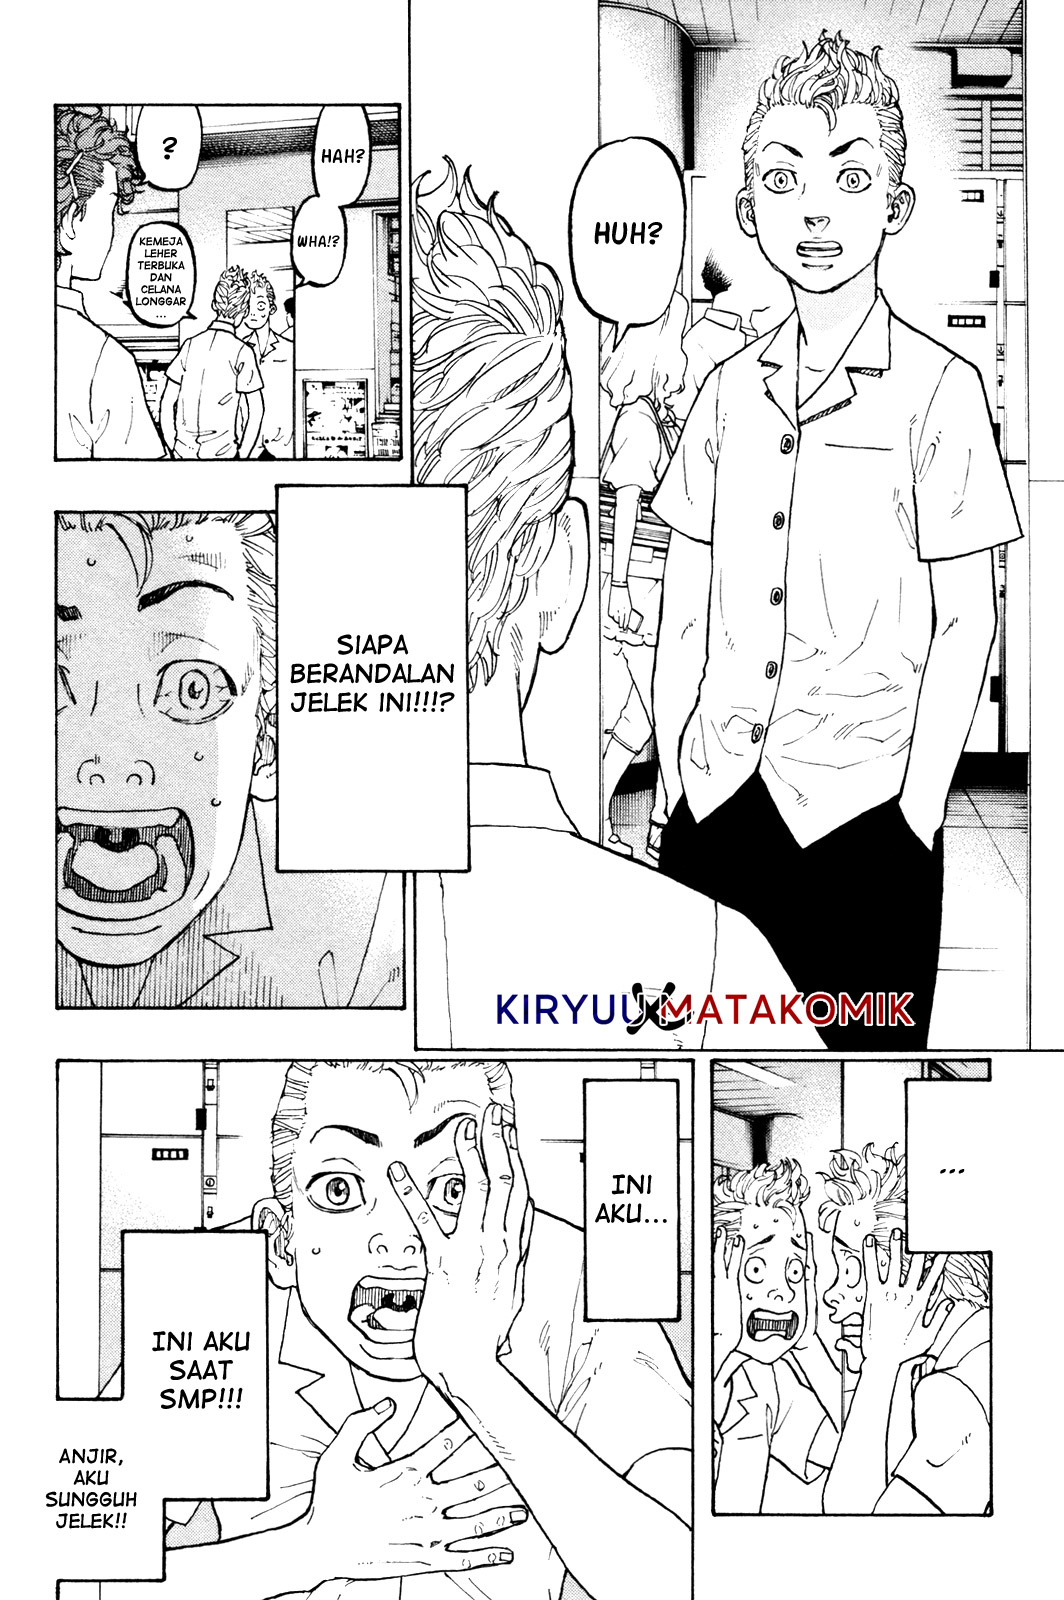 HUH?
HAH?
WHA!?
?
KEMEJA
LEHER
TERBUKA
DAN
CELANA
LONGGAR
...
SIAPA
BERANDALAN
JELEK INI!!!?
KIRYUU X MATAKOMIK
...
INI
AKU...
INI AKU
SAAT
SMP!!!
ANJIR,
AKU
SUNGGUH
JELEK!!